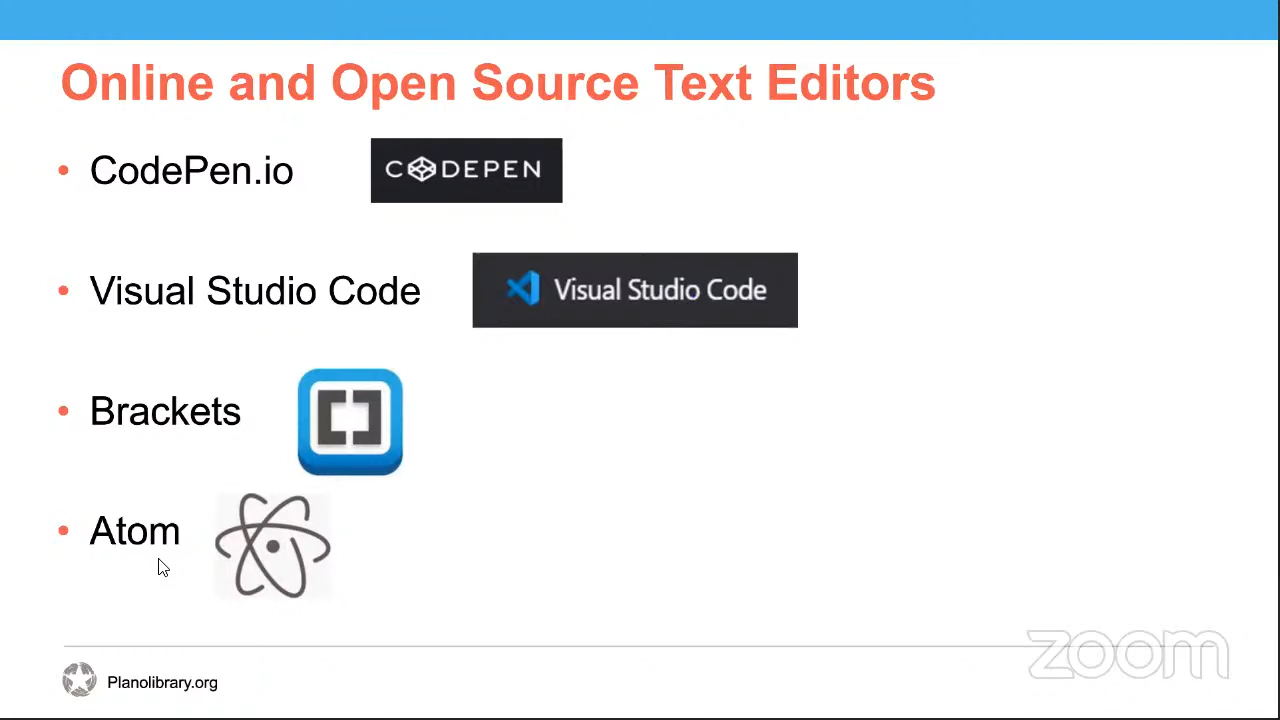 Online and Open Source Text Editors
• CodePen.io
CODEPEN
• Visual Studio Code
Visual Studio Code
• Brackets
• Atom
Planolibrary.org
zoom